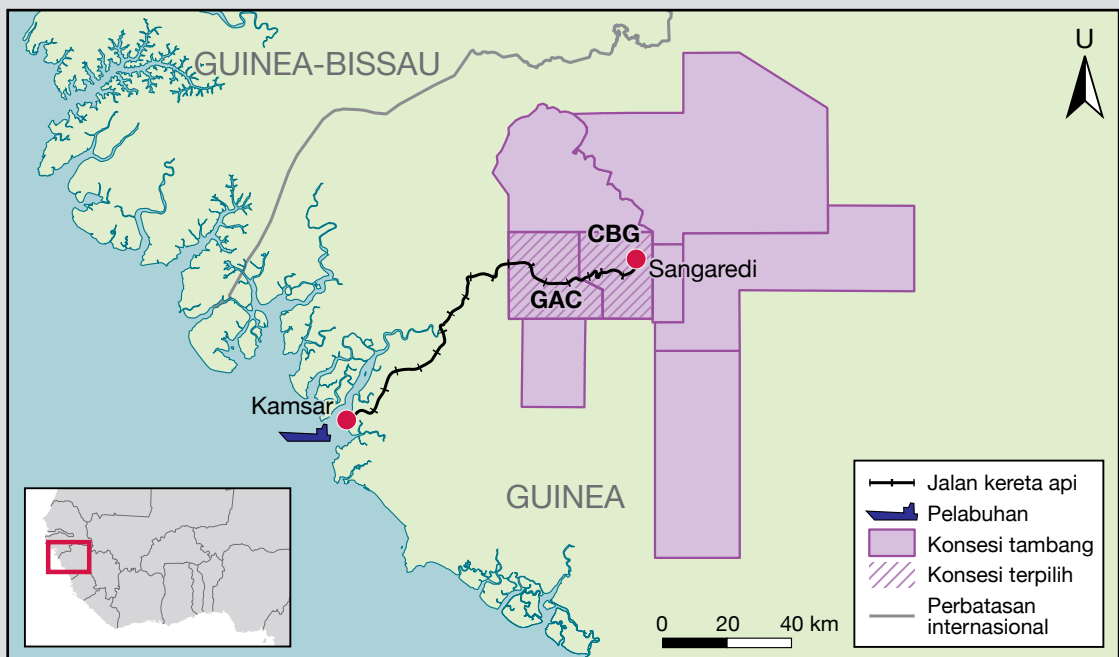 GUINEA-BISSAU
U
CBG
Sangaredi
GAC
Kamsar
GUINEA
0 20 40 km
Jalan kereta api
Pelabuhan
Konsesi tambang
Konsesi terpilih
Perbatasan
internasional